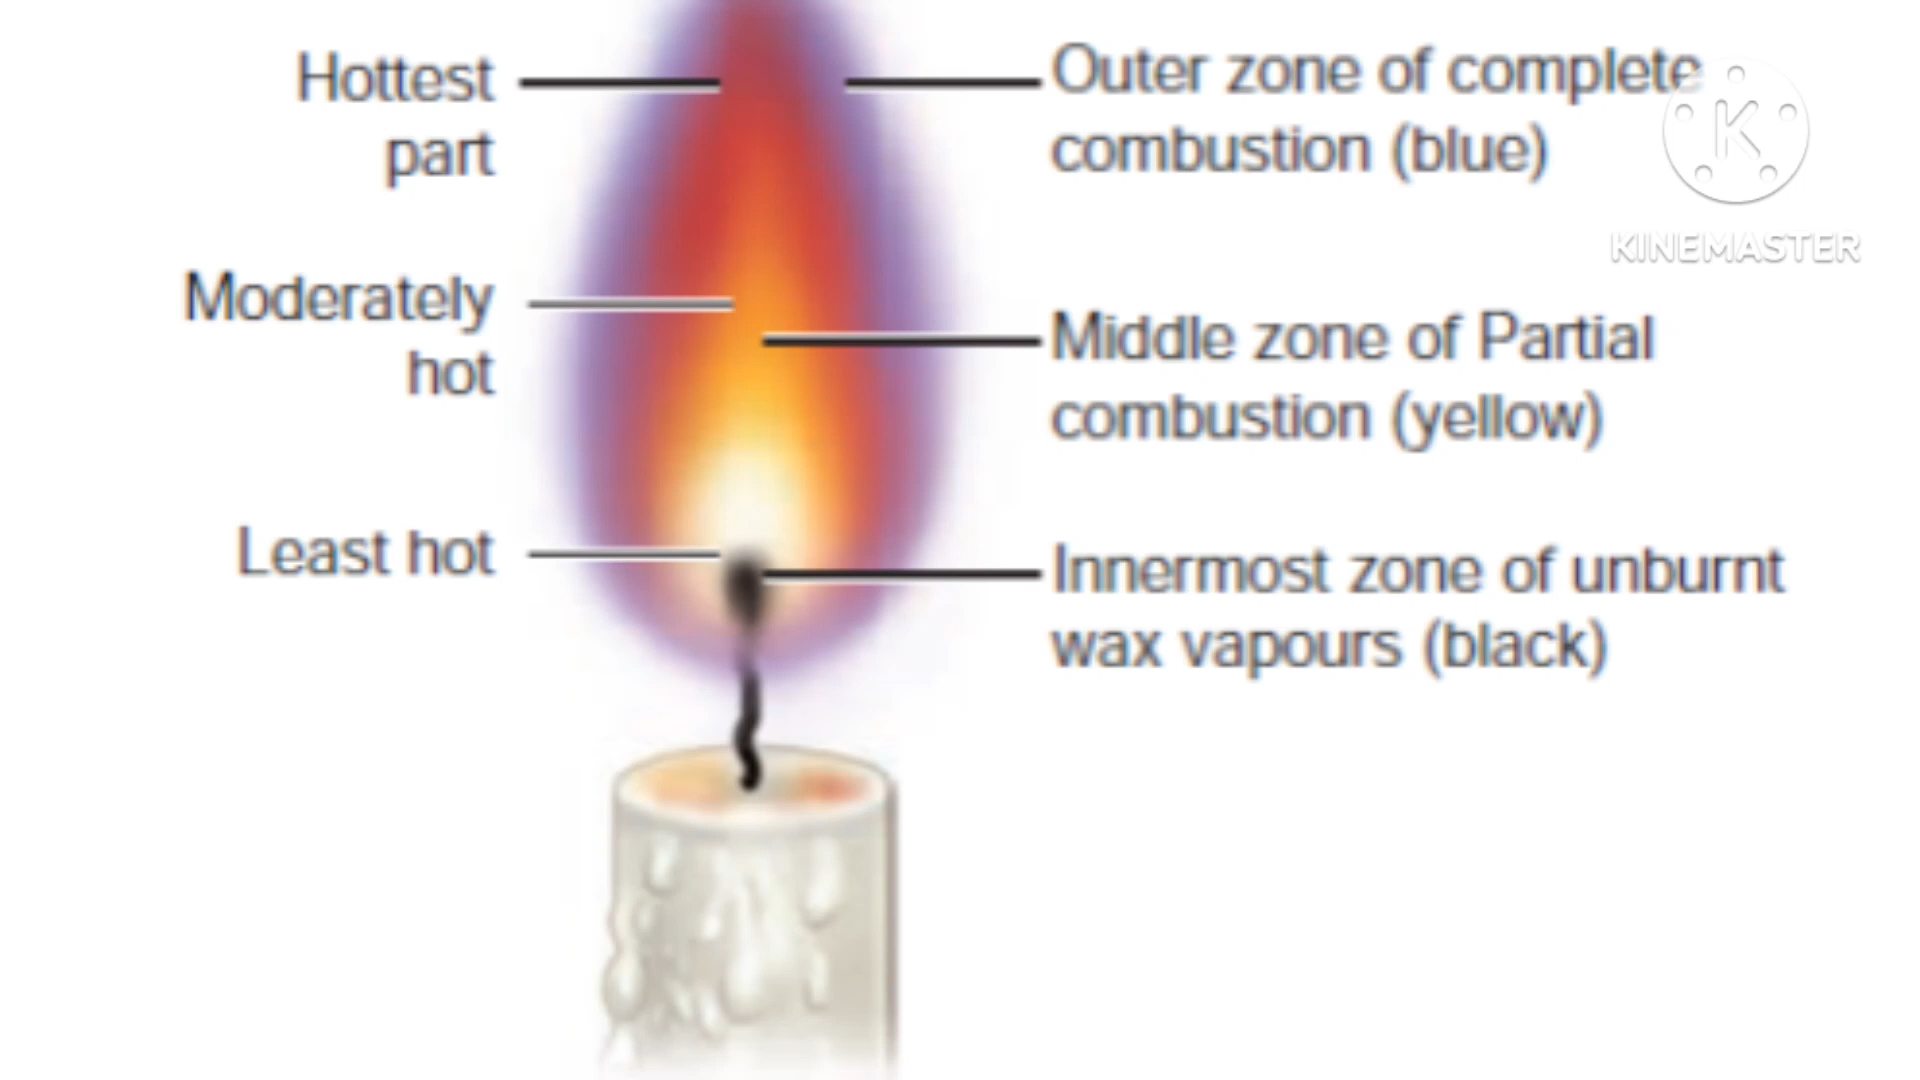 Hottest
part
Outer zone of complete
combustion (blue)
K
KINEMASTER
Moderately
hot
Middle zone of Partial
combustion (yellow)
Least hot
Innermost zone of unburnt
wax vapours (black)